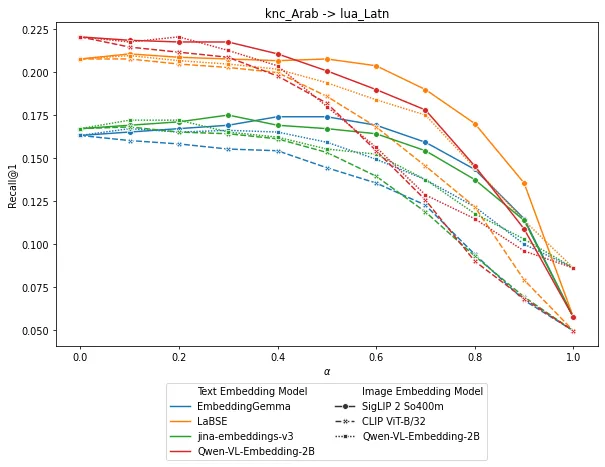 knc_Arab -> lua_Latn
Recall@1
0.225
0.200
0.175
0.150
0.125
0.100
0.075
0.050
0.0 0.2 0.4 0.6 0.8 1.0
α
Text Embedding Model
EmbeddingGemma
LaBSE
jina-embeddings-v3
Qwen-VL-Embedding-2B
Image Embedding Model
SigLIP 2 So400m
CLIP ViT-B/32
Qwen-VL-Embedding-2B